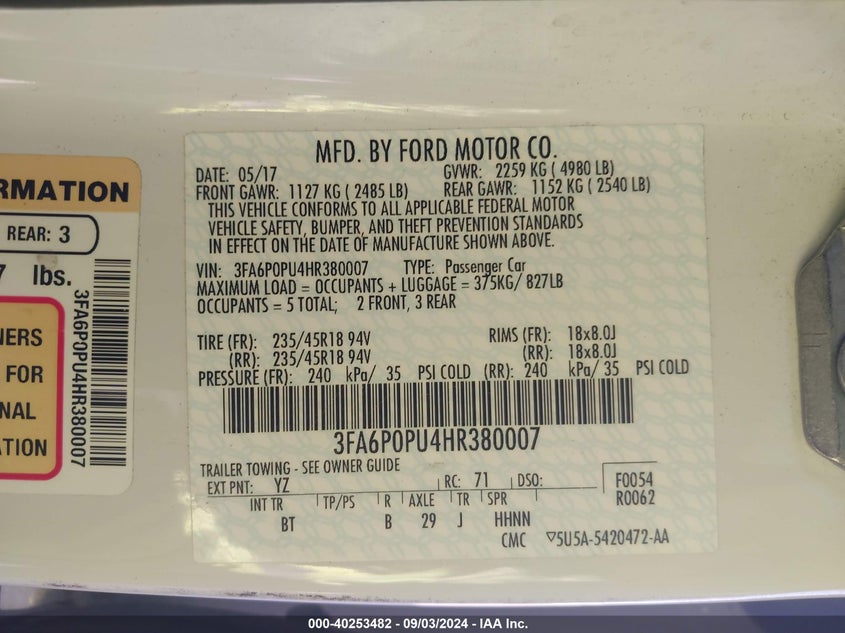 RMATION
REAR: 3
7 lbs.
NERS
FOR
NAL
ATION
3FA6P0PU4HR380007
MFD. BY FORD MOTOR CO.
DATE: 05/17 GVWR: 2259 KG ( 4980 LB)
FRONT GAWR: 1127 KG ( 2485 LB) REAR GAWR: 1152 KG ( 2540 LB)
THIS VEHICLE CONFORMS TO ALL APPLICABLE FEDERAL MOTOR
VEHICLE SAFETY, BUMPER, AND THEFT PREVENTION STANDARDS
IN EFFECT ON THE DATE OF MANUFACTURE SHOWN ABOVE.
VIN: 3FA6P0PU4HR380007 TYPE: Passenger Car
MAXIMUM LOAD = OCCUPANTS + LUGGAGE = 375KG/ 827LB
OCCUPANTS = 5 TOTAL; 2 FRONT, 3 REAR
TIRE (FR): 235/45R18 94V RIMS (FR): 18x8.0J
(RR): 235/45R18 94V (RR): 18x8.0J
PRESSURE (FR): 240 kPa/ 35 PSI COLD (RR): 240 kPa/ 35 PSI COLD
3FA6P0PU4HR380007
TRAILER TOWING - SEE OWNER GUIDE
EXT PNT: YZ RC: 71 DSO: F0054
INT TR TP/PS R AXLE TR SPR R0062
BT B 29 J HHNN
CMC ▽5U5A-5420472-AA
000-40253482 - 09/03/2024 - IAA Inc.